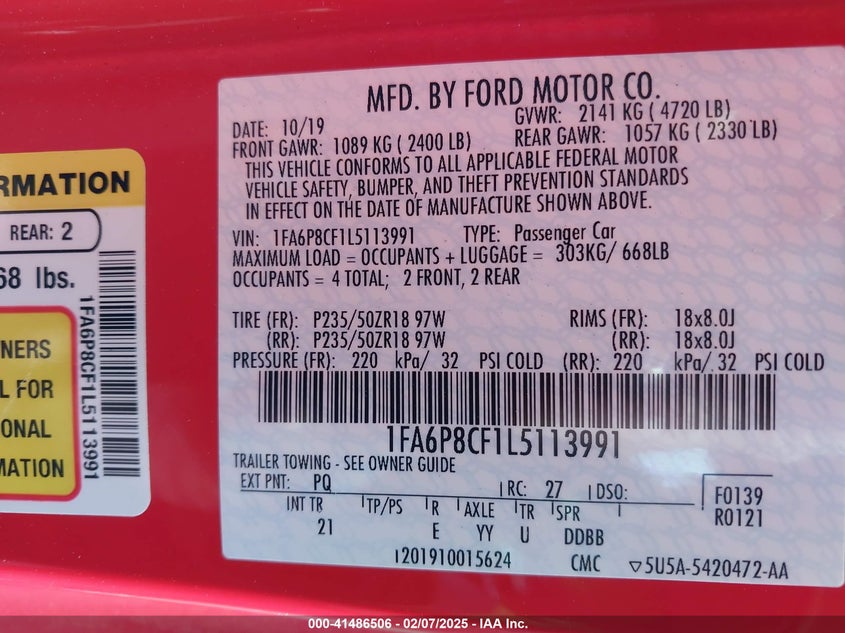 RMATION
REAR: 2
68 lbs.
NERS
L FOR
ONAL
MATION
1FA6P8CF1L5113991
MFD. BY FORD MOTOR CO.
DATE: 10/19 GVWR: 2141 KG ( 4720 LB)
FRONT GAWR: 1089 KG ( 2400 LB) REAR GAWR: 1057 KG ( 2330 LB)
THIS VEHICLE CONFORMS TO ALL APPLICABLE FEDERAL MOTOR
VEHICLE SAFETY, BUMPER, AND THEFT PREVENTION STANDARDS
IN EFFECT ON THE DATE OF MANUFACTURE SHOWN ABOVE.
VIN: 1FA6P8CF1L5113991 TYPE: Passenger Car
MAXIMUM LOAD = OCCUPANTS + LUGGAGE = 303KG/ 668LB
OCCUPANTS = 4 TOTAL; 2 FRONT, 2 REAR
TIRE (FR): P235/50ZR18 97W RIMS (FR): 18x8.0J
(RR): P235/50ZR18 97W (RR): 18x8.0J
PRESSURE (FR): 220 kPa/ 32 PSI COLD (RR): 220 kPa/ 32 PSI COLD
1FA6P8CF1L5113991
TRAILER TOWING - SEE OWNER GUIDE
EXT PNT: PQ RC: 27 DSO: F0139
INT TR TP/PS R AXLE TR SPR R0121
21 E YY U DDBB
201910015624 CMC ▽5U5A-5420472-AA
000-41486506 — 02/07/2025 — IAA Inc.